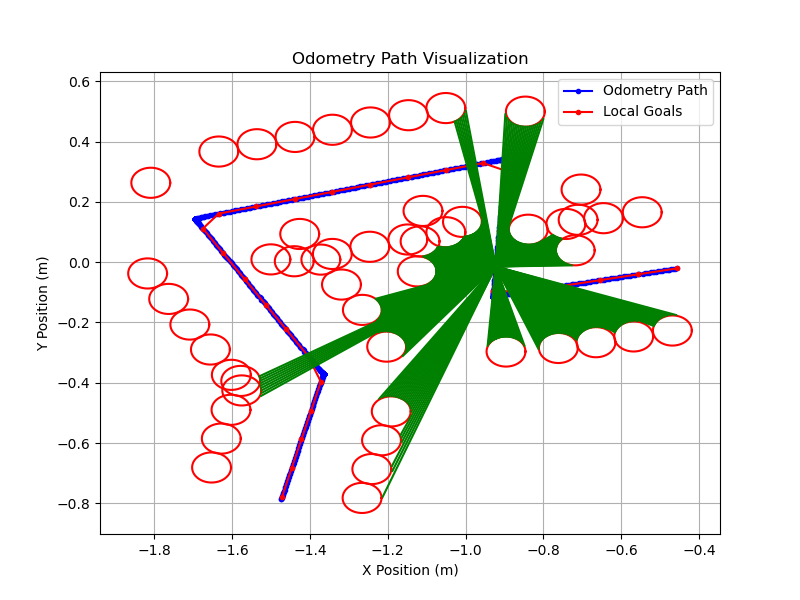 Odometry Path Visualization
Odometry Path
Local Goals
Y Position (m)
0.6
0.4
0.2
0.0
−0.2
−0.4
−0.6
−0.8
−1.8 −1.6 −1.4 −1.2 −1.0 −0.8 −0.6 −0.4
X Position (m)